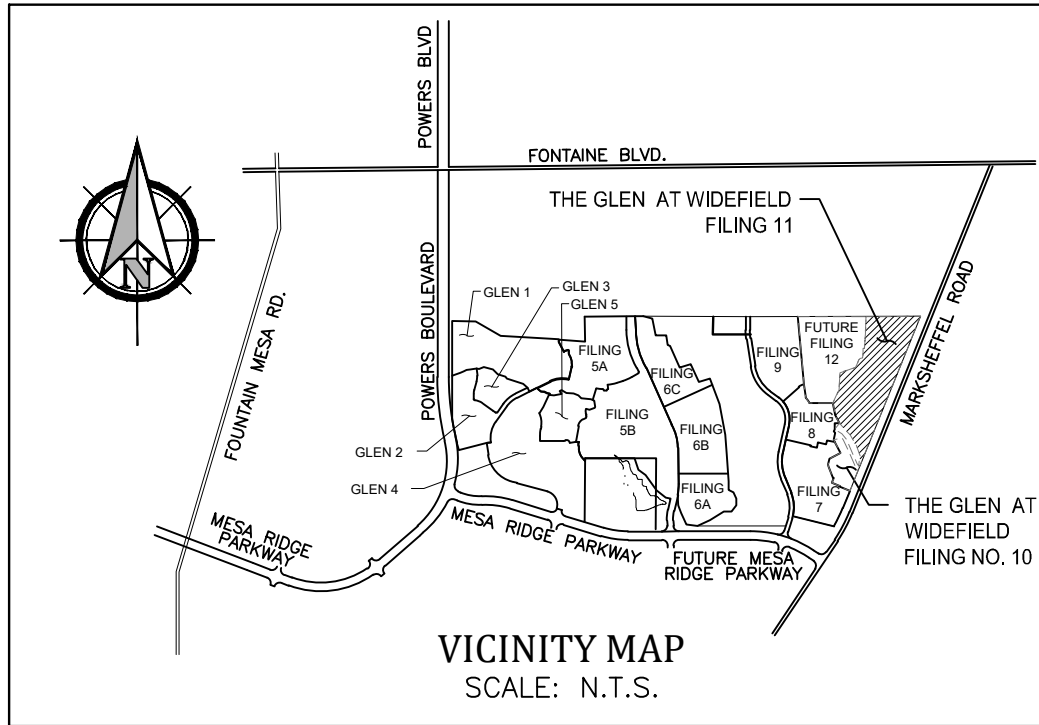 POWERS BLVD
FONTAINE BLVD.
THE GLEN AT WIDEFIELD
FILING 11
N
FOUNTAIN MESA RD.
POWERS BOULEVARD
MARKSHEFFEL ROAD
GLEN 1
GLEN 3
GLEN 5
FILING
5A
FILING
6C
FILING
9
FUTURE
FILING
12
GLEN 2
FILING
5B
FILING
6B
FILING
8
GLEN 4
FILING
6A
FILING
7
THE GLEN AT
WIDEFIELD
FILING NO. 10
MESA RIDGE
PARKWAY
MESA RIDGE PARKWAY
FUTURE MESA
RIDGE PARKWAY
VICINITY MAP
SCALE: N.T.S.